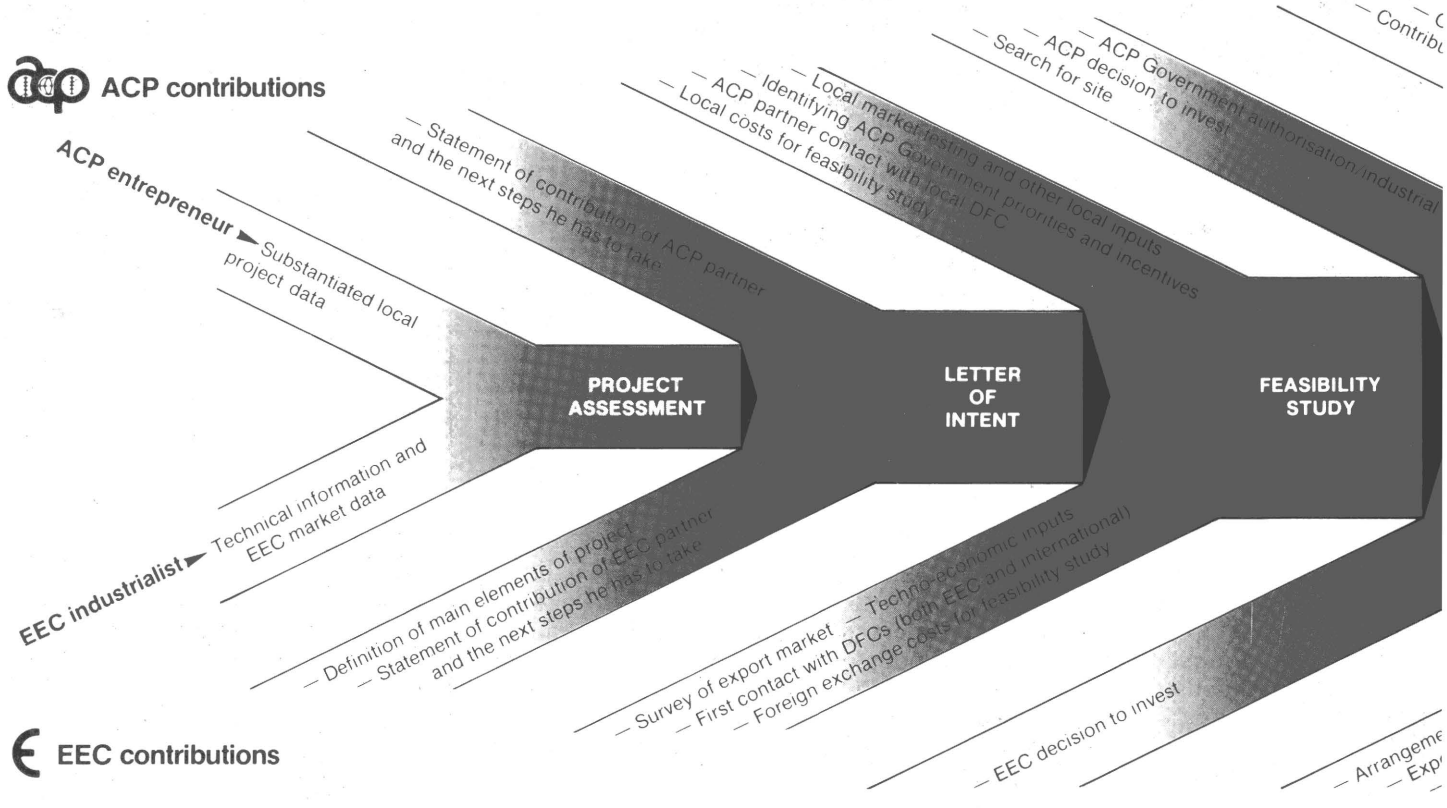 acp ACP contributions
ACP entrepreneur
Substantiated local
project data
— Statement of contribution of ACP partner
and the next steps he has to take
— Local market testing and other local inputs
— Identifying ACP Government priorities and incentives
— ACP partner contact with local DFC
— Local costs for feasibility study
— ACP Government authorisation/industrial
— ACP decision to invest
— Search for site
PROJECT
ASSESSMENT
LETTER
OF
INTENT
FEASIBILITY
STUDY
EEC industrialist
Technical information and
EEC market data
— Definition of main elements of project
— Statement of contribution of EEC partner
and the next steps he has to take
— Survey of export market — Techno-economic inputs
— First contact with DFCs (both EEC and international)
— Foreign exchange costs for feasibility study
— EEC decision to invest
EEC contributions